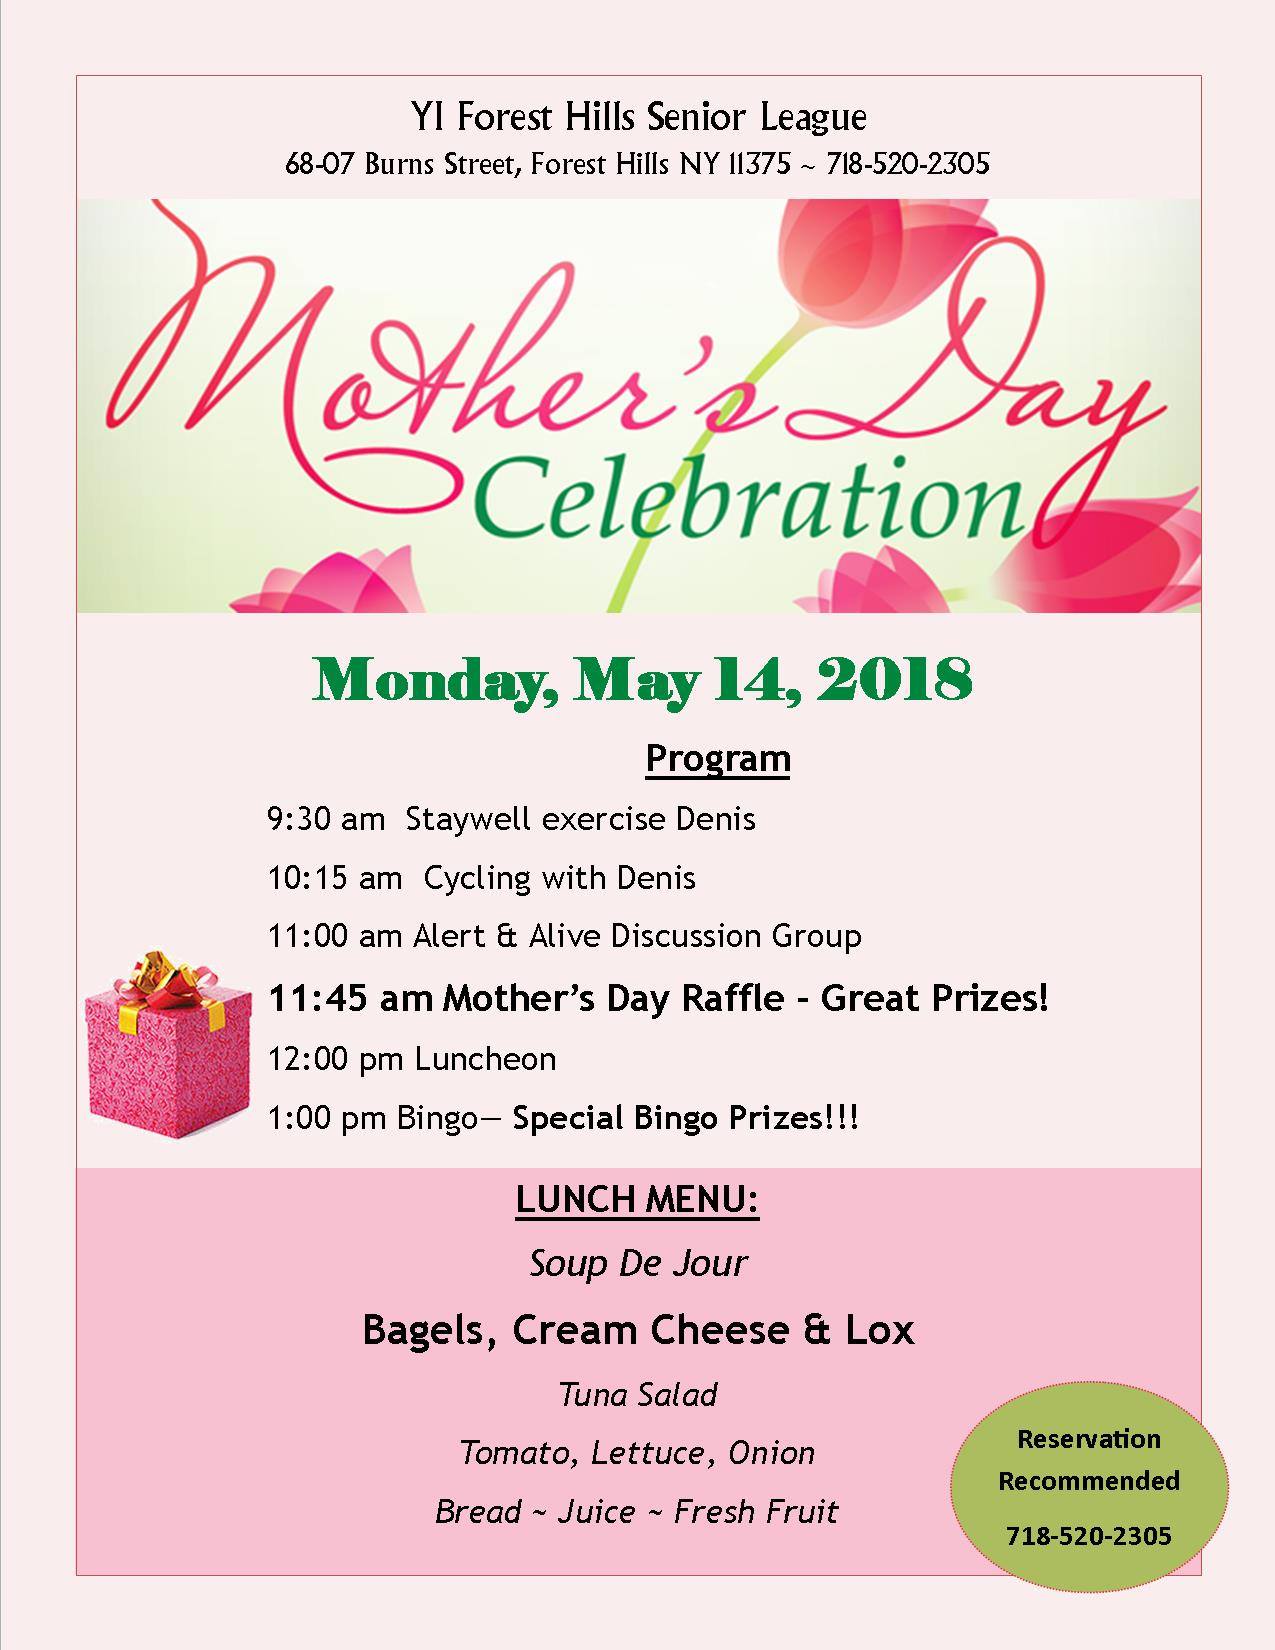 YI Forest Hills Senior League
68-07 Burns Street, Forest Hills NY 11375 ~ 718-520-2305
Mother's Day
Celebration
Monday, May 14, 2018
Program
9:30 am  Staywell exercise Denis
10:15 am  Cycling with Denis
11:00 am Alert & Alive Discussion Group
11:45 am Mother’s Day Raffle - Great Prizes!
12:00 pm Luncheon
1:00 pm Bingo— Special Bingo Prizes!!!
LUNCH MENU:
Soup De Jour
Bagels, Cream Cheese & Lox
Tuna Salad
Tomato, Lettuce, Onion
Bread ~ Juice ~ Fresh Fruit
Reservation
Recommended
718-520-2305